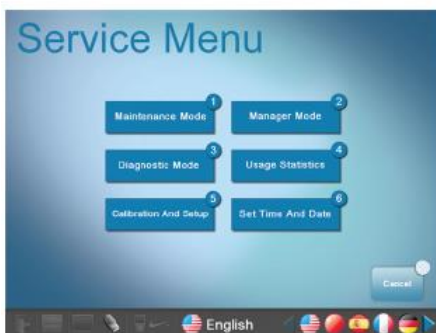 Service Menu
1
2
Maintenance Mode
Manager Mode
3
4
Diagnostic Mode
Usage Statistics
5
6
Calibration And Setup
Set Time And Date
Cancel
English